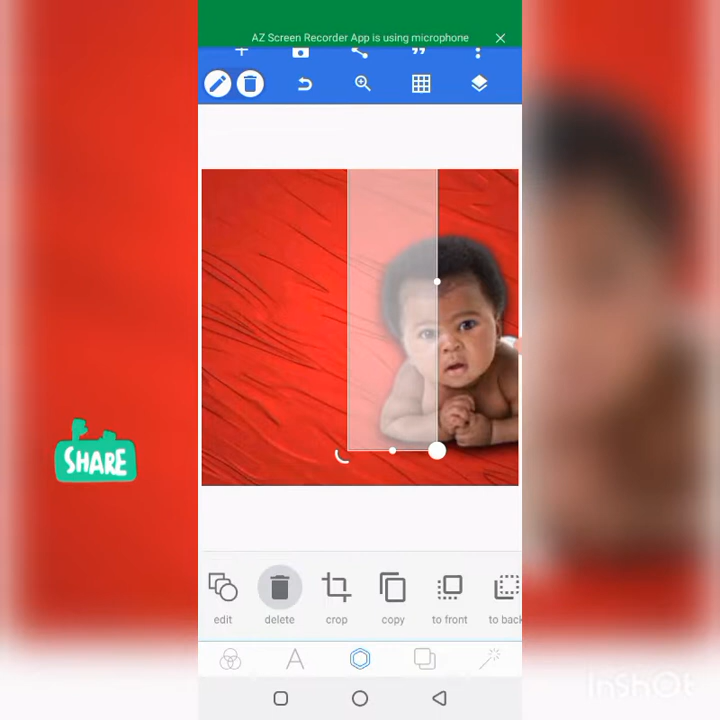 AZ Screen Recorder App is using microphone
SHARE
edit
delete
crop
copy
to front
to back
InShOt